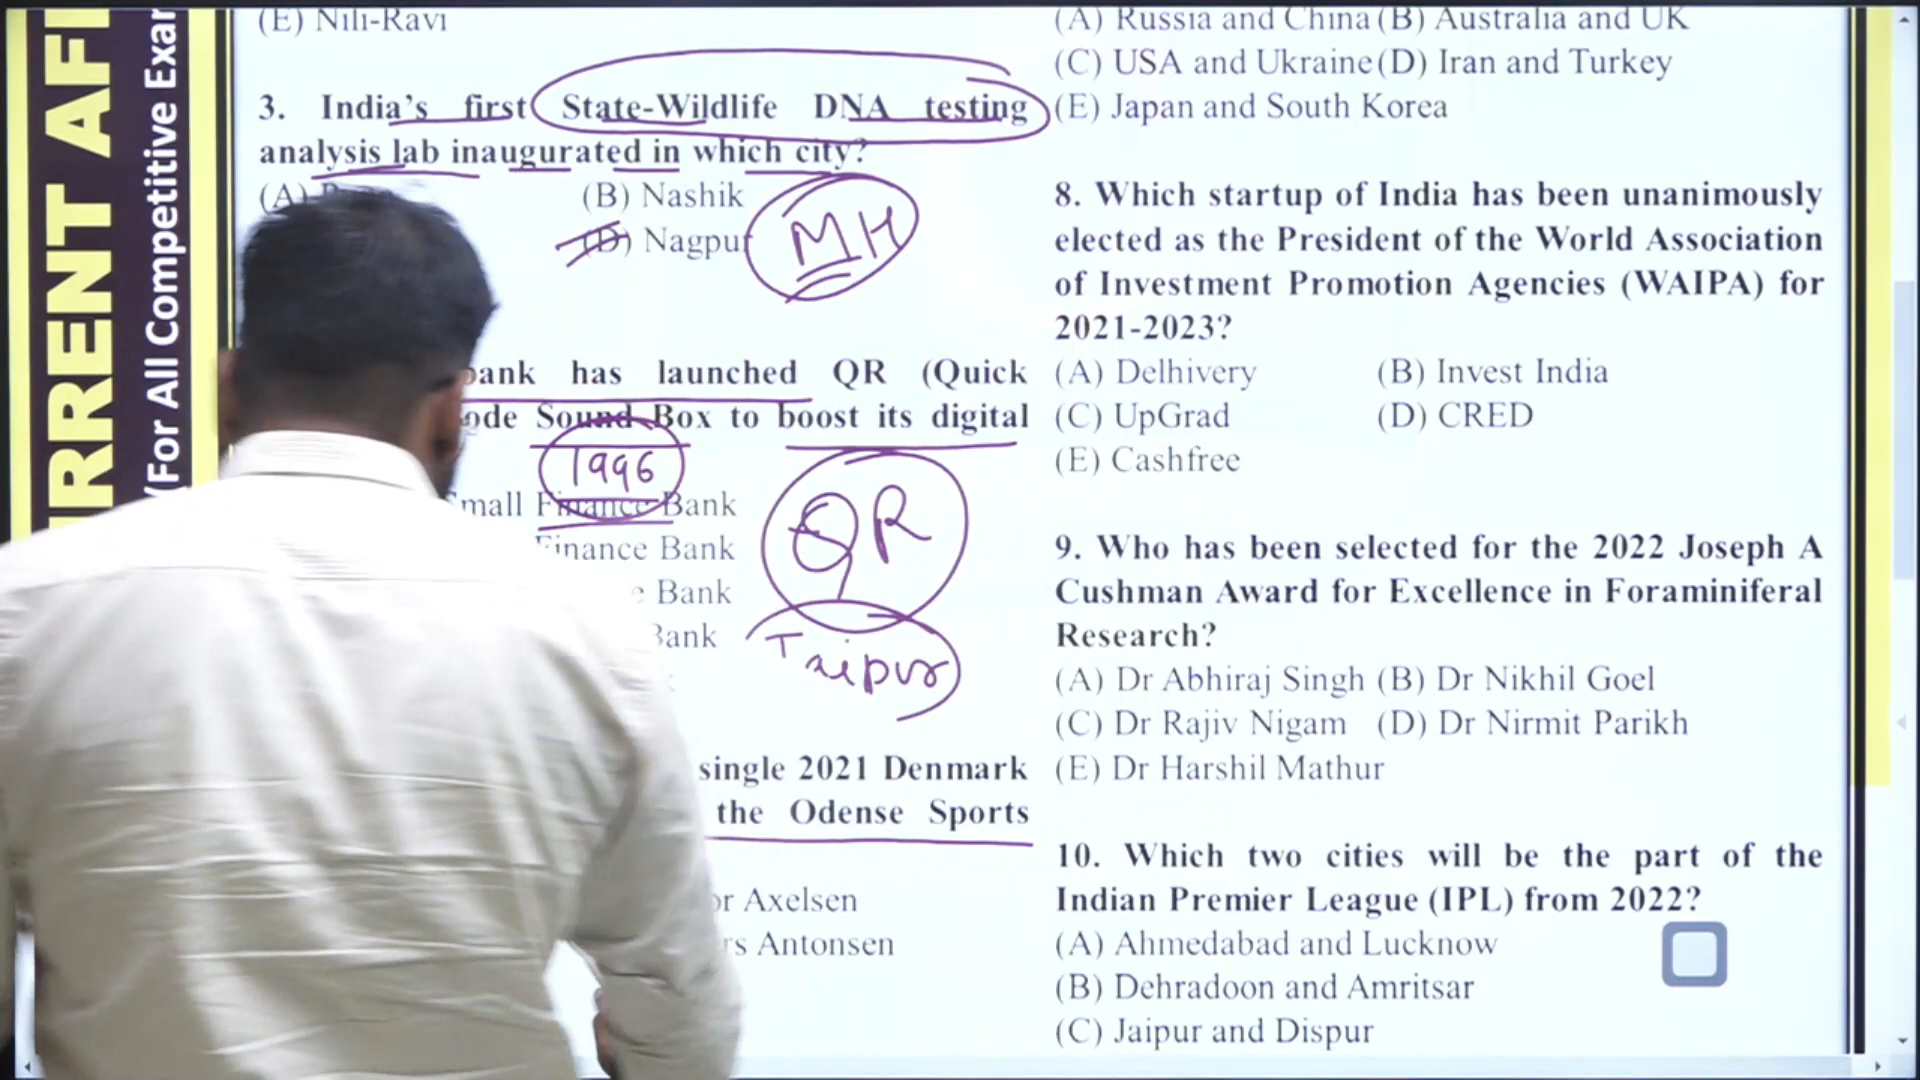 RRENT AF
(For All Competitive Exa
(E) Nili-Ravi
3. India's first State-Wildlife DNA testing
analysis lab inaugurated in which city?
(A)
(B) Nashik
(D) Nagpur
MH
bank has launched QR (Quick
ode Sound Box to boost its digital
1996
Small Finance Bank
Finance Bank
e Bank
Bank
QR
Jaipur
single 2021 Denmark
the Odense Sports
or Axelsen
rs Antonsen
(A) Russia and China (B) Australia and UK
(C) USA and Ukraine (D) Iran and Turkey
(E) Japan and South Korea
8. Which startup of India has been unanimously
elected as the President of the World Association
of Investment Promotion Agencies (WAIPA) for
2021-2023?
(A) Delhivery (B) Invest India
(C) UpGrad (D) CRED
(E) Cashfree
9. Who has been selected for the 2022 Joseph A
Cushman Award for Excellence in Foraminiferal
Research?
(A) Dr Abhiraj Singh (B) Dr Nikhil Goel
(C) Dr Rajiv Nigam (D) Dr Nirmit Parikh
(E) Dr Harshil Mathur
10. Which two cities will be the part of the
Indian Premier League (IPL) from 2022?
(A) Ahmedabad and Lucknow
(B) Dehradoon and Amritsar
(C) Jaipur and Dispur